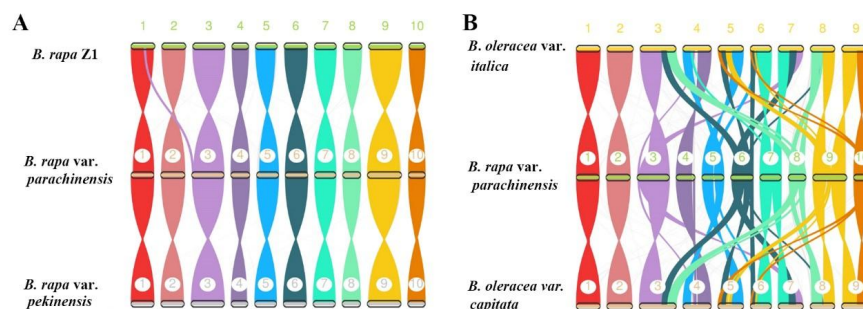 A
1 2 3 4 5 6 7 8 9 10
B. rapa Z1
B. rapa var.
parachinensis
1 2 3 4 5 6 7 8 9 10
B. rapa var.
pekinensis
1 2 3 4 5 6 7 8 9 10
B
1 2 3 4 5 6 7 8 9
B. oleracea var.
italica
B. rapa var.
parachinensis
1 2 3 4 5 6 7 8 9
B. oleracea var.
capitata
1 2 3 4 5 6 7 8 9